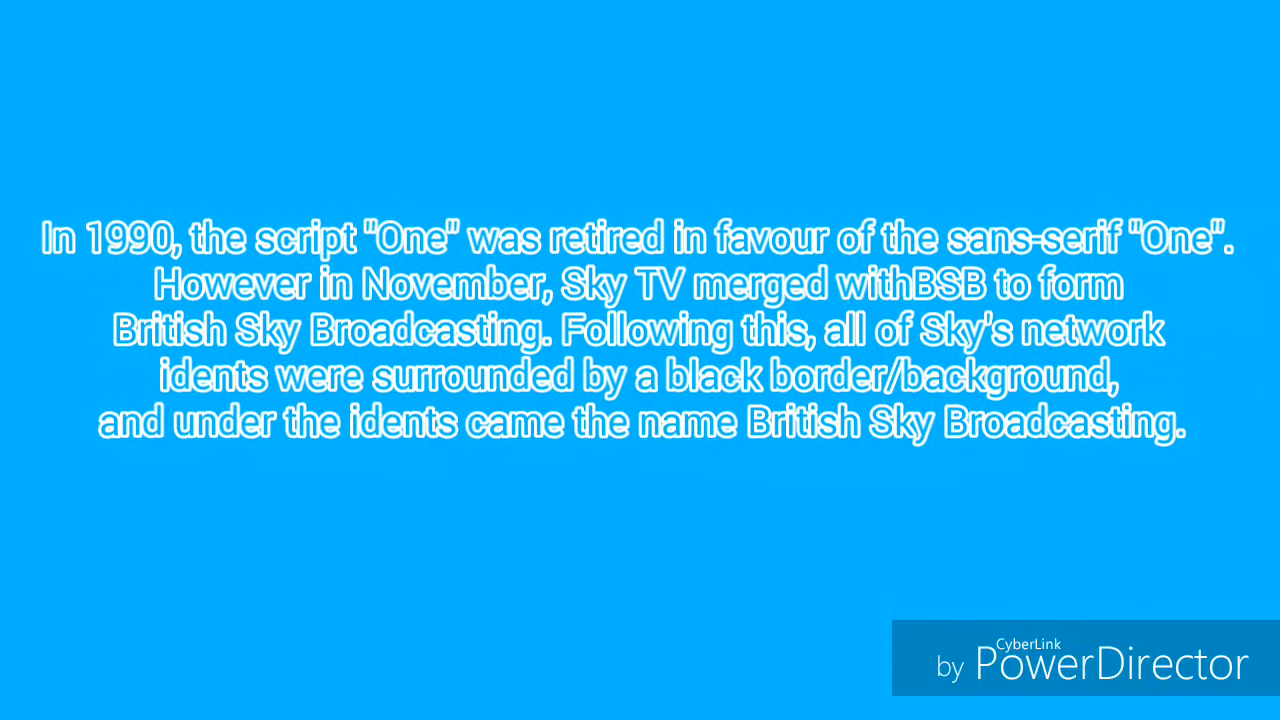 In 1990, the script "One" was retired in favour of the sans-serif "One".
However in November, Sky TV merged withBSB to form
British Sky Broadcasting. Following this, all of Sky's network
idents were surrounded by a black border/background,
and under the idents came the name British Sky Broadcasting.
CyberLink
by PowerDirector